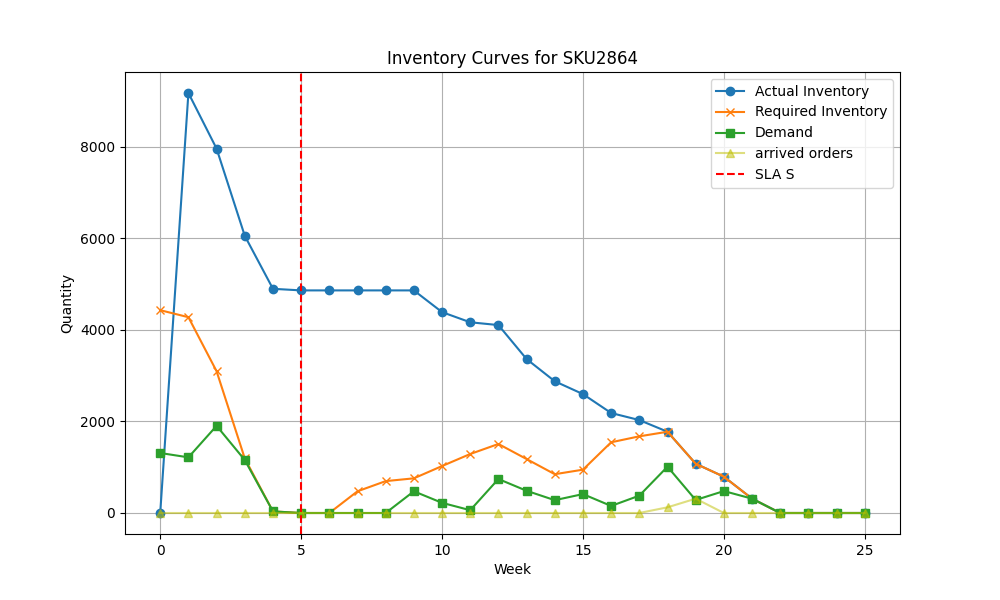 Inventory Curves for SKU2864
Actual Inventory
Required Inventory
Demand
arrived orders
SLA S
8000
6000
4000
2000
0
Quantity
0 5 10 15 20 25
Week